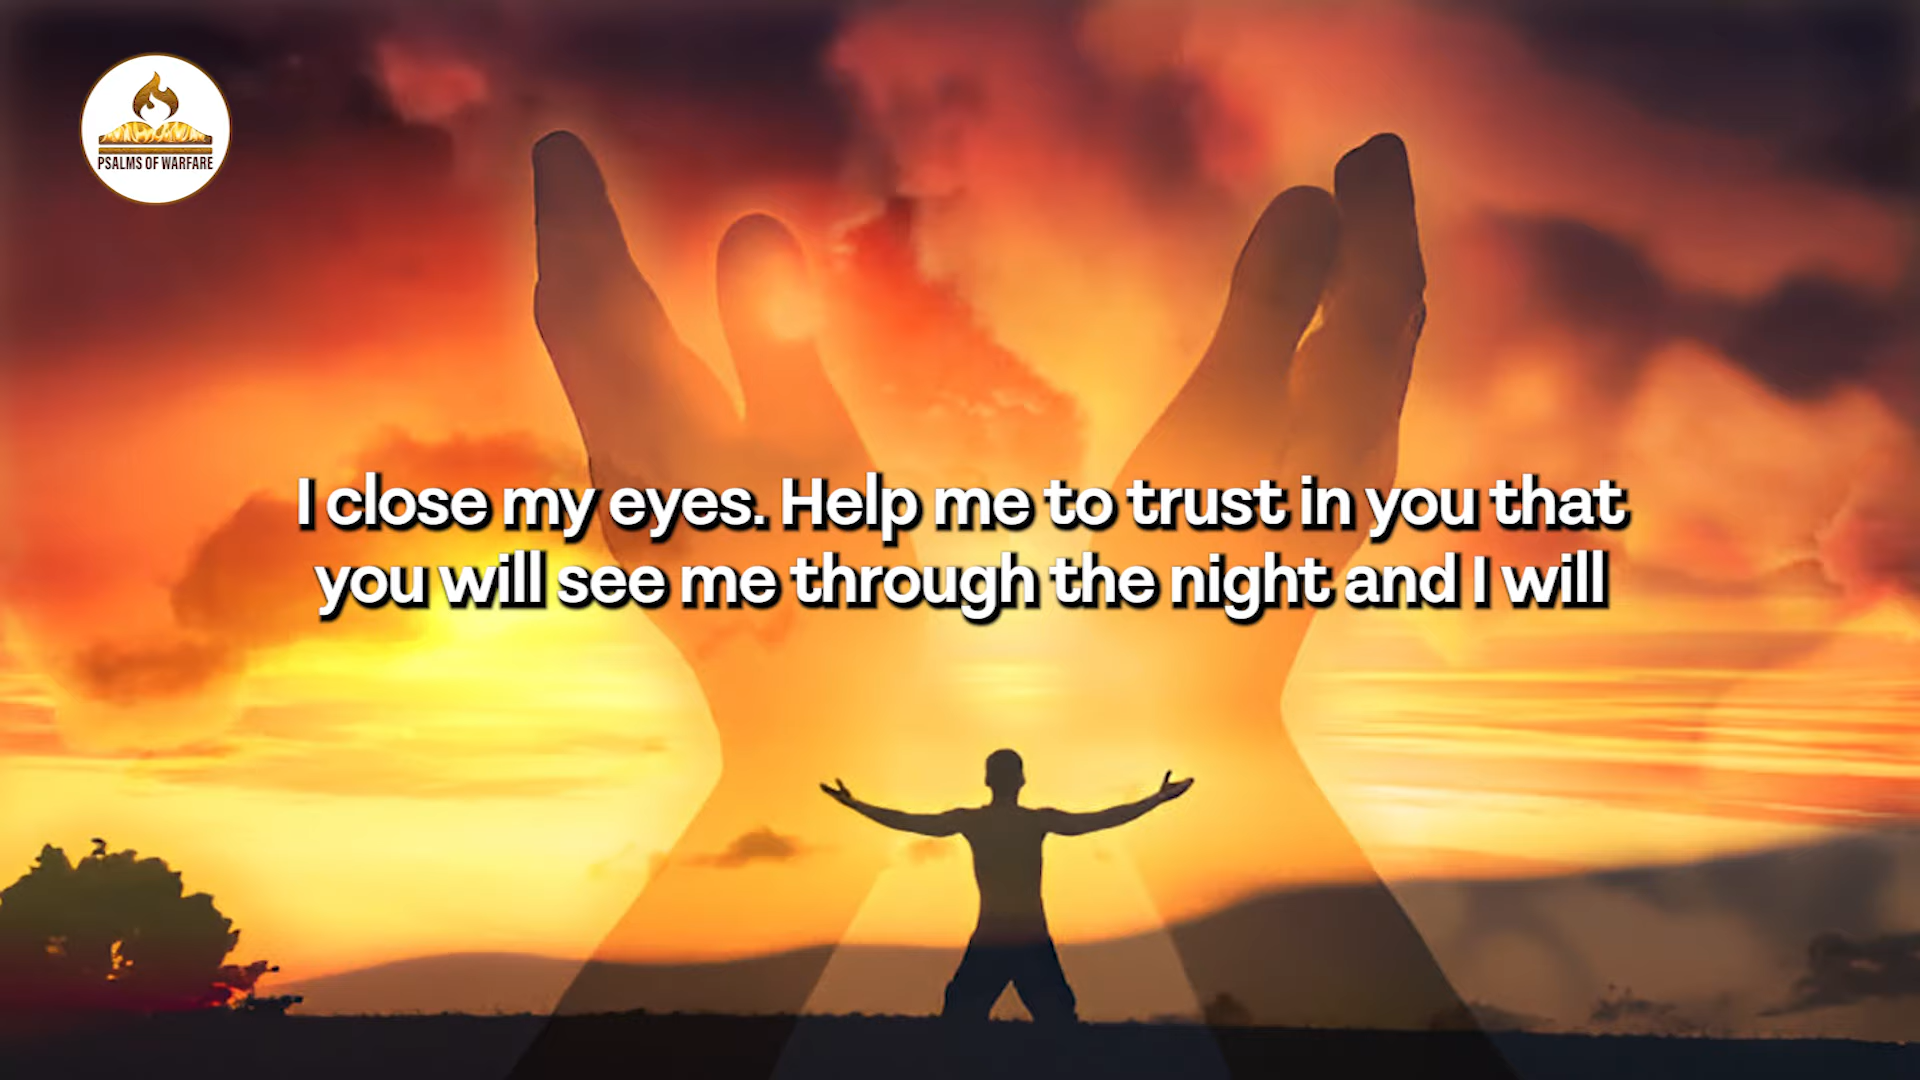 PSALMS OF WARFARE
I close my eyes. Help me to trust in you that
you will see me through the night and I will